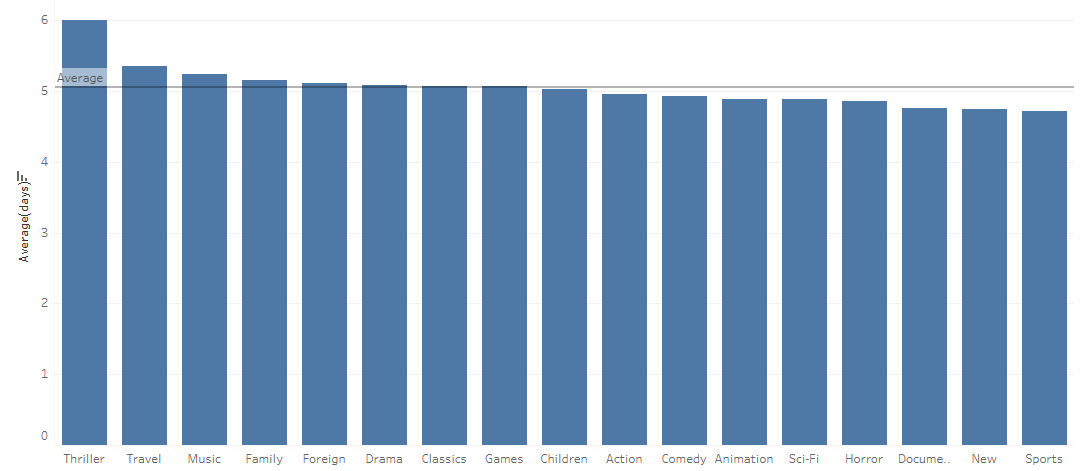 6
5
4
3
2
1
0
Average(days)
Average
Thriller Travel Music Family Foreign Drama Classics Games Children Action Comedy Animation Sci-Fi Horror Docume.. New Sports